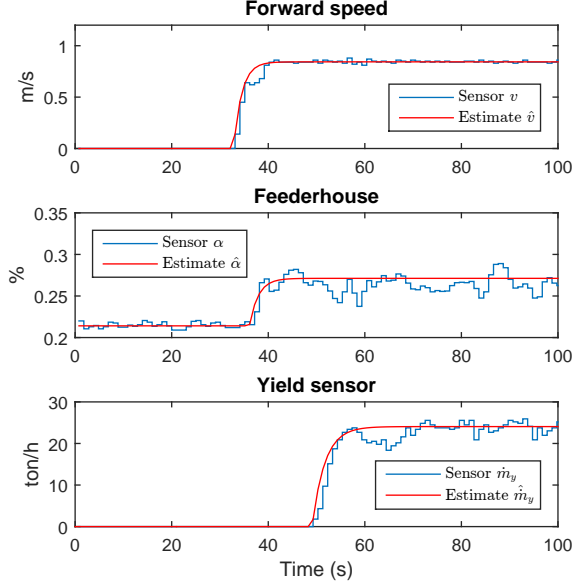 Forward speed
m/s
1
0.5
0
Sensor v
Estimate v̂
0 20 40 60 80 100
Feederhouse
%
0.35
0.3
0.25
0.2
Sensor α
Estimate α̂
0 20 40 60 80 100
Yield sensor
ton/h
30
20
10
0
Sensor ṁ_y
Estimate ṁ̂_y
0 20 40 60 80 100
Time (s)